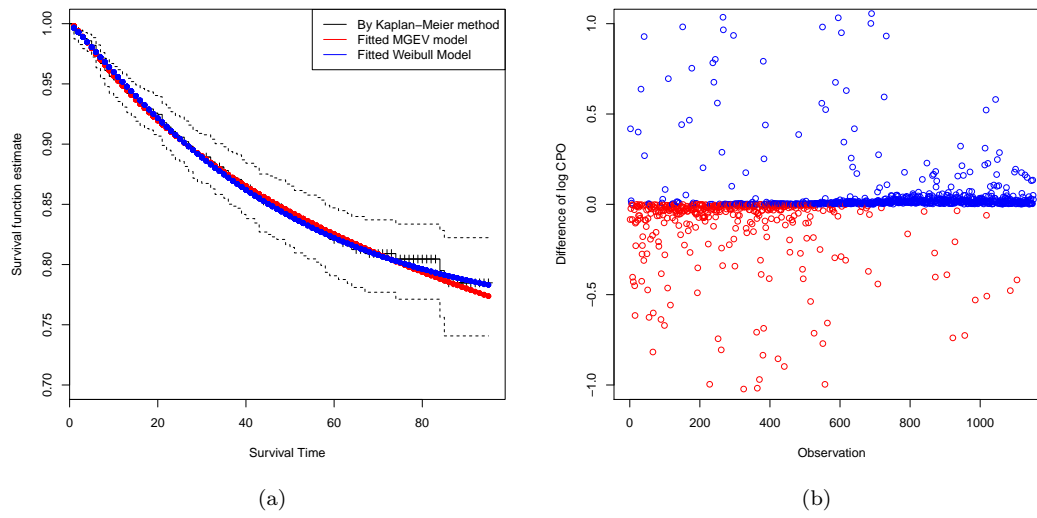 By Kaplan−Meier method
Fitted MGEV model
Fitted Weibull Model
Survival function estimate
1.00
0.95
0.90
0.85
0.80
0.75
0.70
0
20
40
60
80
Survival Time
(a)
Difference of log CPO
1.0
0.5
0.0
−0.5
−1.0
0
200
400
600
800
1000
Observation
(b)